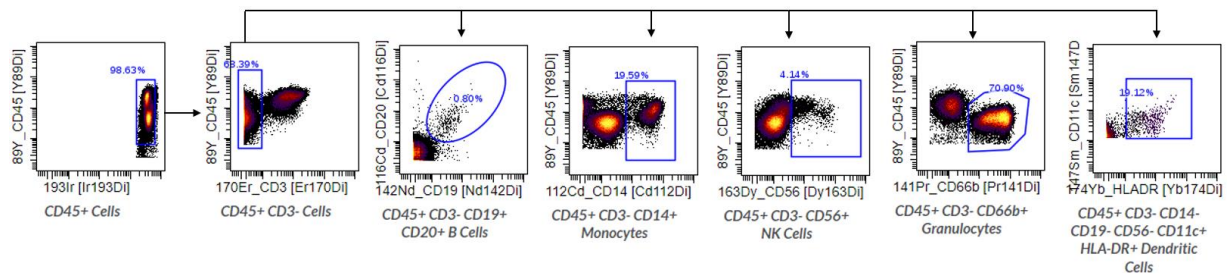 98.63%
89Y_CD45 [Y89Di]
193Ir [Ir193Di]
CD45+ Cells
68.39%
89Y_CD45 [Y89Di]
170Er_CD3 [Er170Di]
CD45+ CD3- Cells
0.80%
116Cd_CD20 [Cd116Di]
142Nd_CD19 [Nd142Di]
CD45+ CD3- CD19+
CD20+ B Cells
19.59%
89Y_CD45 [Y89Di]
112Cd_CD14 [Cd112Di]
CD45+ CD3- CD14+
Monocytes
4.14%
89Y_CD45 [Y89Di]
163Dy_CD56 [Dy163Di]
CD45+ CD3- CD56+
NK Cells
70.90%
89Y_CD45 [Y89Di]
141Pr_CD66b [Pr141Di]
CD45+ CD3- CD66b+
Granulocytes
19.12%
147Sm_CD11c [Sm147D
174Yb_HLADR [Yb174Di]
CD45+ CD3- CD14-
CD19- CD56- CD11c+
HLA-DR+ Dendritic
Cells